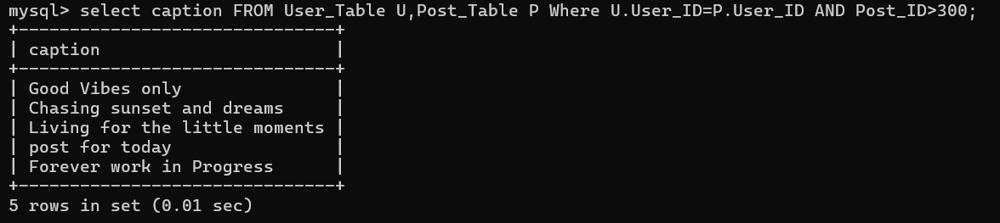 mysql> select caption FROM User_Table U,Post_Table P Where U.User_ID=P.User_ID AND Post_ID>300;
+------------------------------+
| caption                      |
+------------------------------+
| Good Vibes only              |
| Chasing sunset and dreams    |
| Living for the little moments |
| post for today               |
| Forever work in Progress     |
+------------------------------+
5 rows in set (0.01 sec)